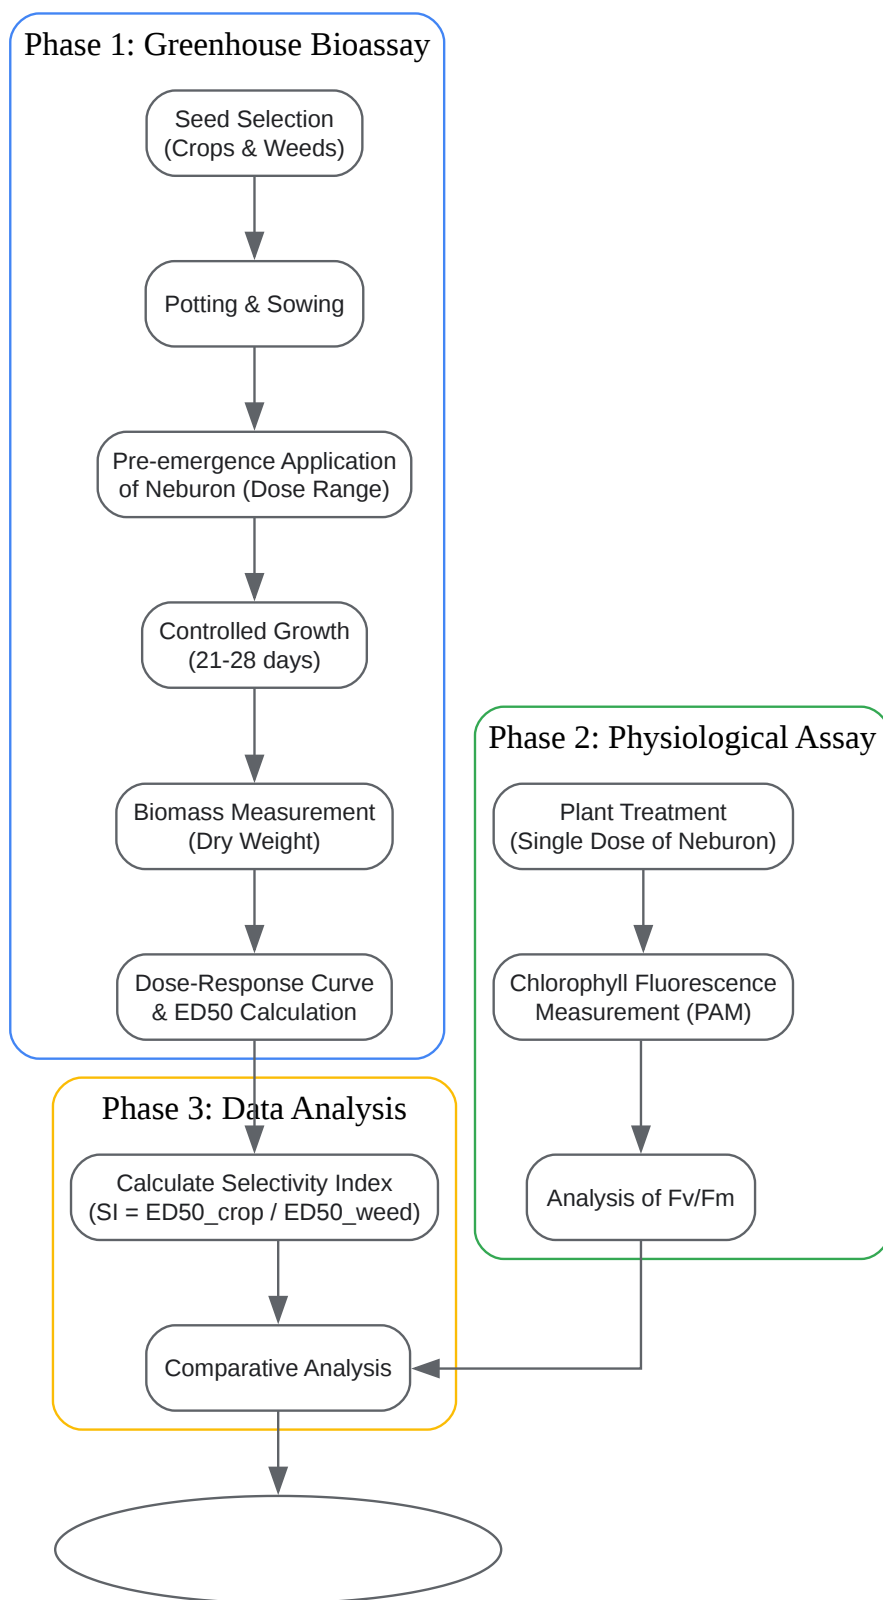 Phase 1: Greenhouse Bioassay
Seed Selection
(Crops & Weeds)
Potting & Sowing
Pre-emergence Application
of Neburon (Dose Range)
Controlled Growth
(21-28 days)
Biomass Measurement
(Dry Weight)
Dose-Response Curve
& ED50 Calculation
Phase 2: Physiological Assay
Plant Treatment
(Single Dose of Neburon)
Chlorophyll Fluorescence
Measurement (PAM)
Analysis of Fv/Fm
Phase 3: Data Analysis
Calculate Selectivity Index
(SI = ED50_crop / ED50_weed)
Comparative Analysis